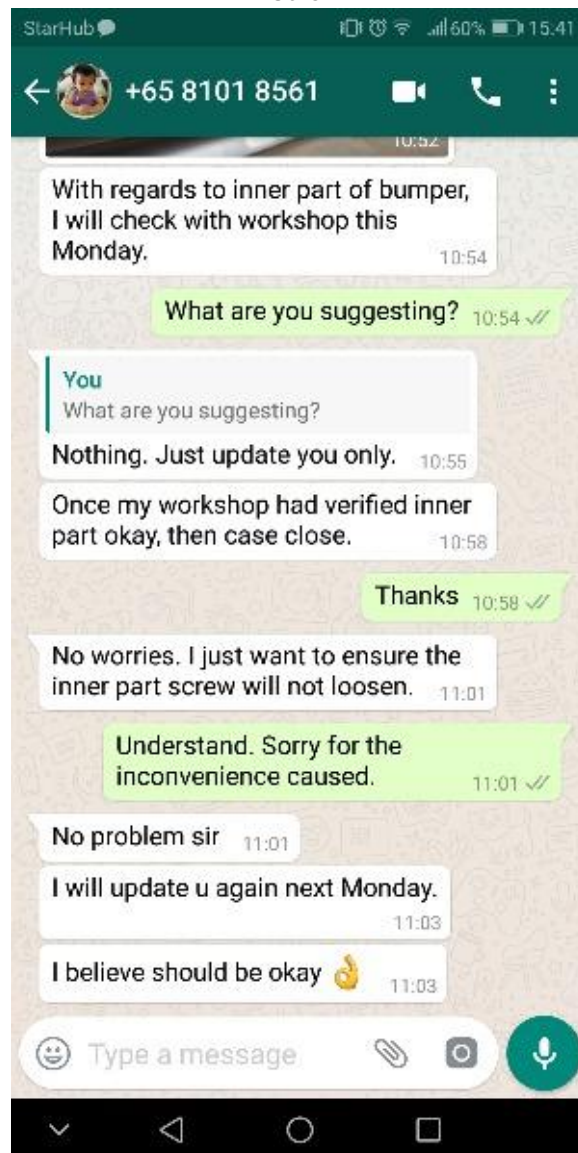 StarHub 60% 15:41
+65 8101 8561
10:52
With regards to inner part of bumper,
I will check with workshop this
Monday. 10:54
What are you suggesting? 10:54
You
What are you suggesting?
Nothing. Just update you only. 10:55
Once my workshop had verified inner
part okay, then case close. 10:58
Thanks 10:58
No worries. I just want to ensure the
inner part screw will not loosen. 11:01
Understand. Sorry for the
inconvenience caused. 11:01
No problem sir 11:01
I will update u again next Monday.
11:03
I believe should be okay 👌 11:03
Type a message